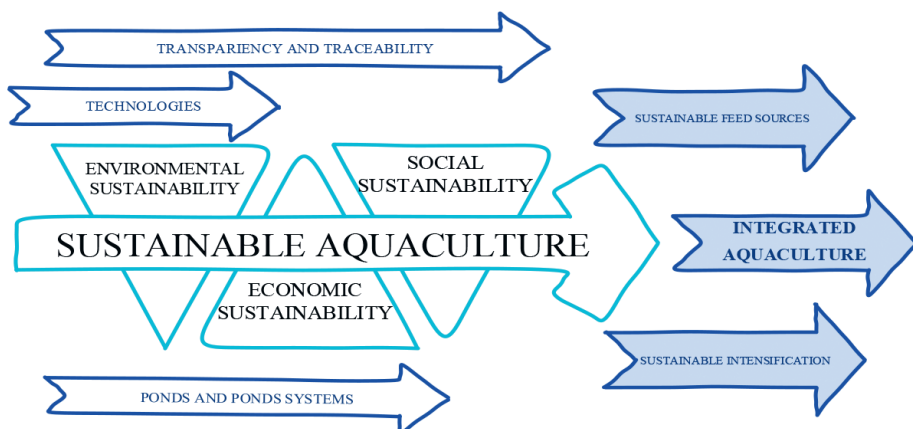 TRANSPARIENCY AND TRACEABILITY
TECHNOLOGIES
SUSTAINABLE FEED SOURCES
ENVIRONMENTAL
SUSTAINABILITY
SOCIAL
SUSTAINABILITY
SUSTAINABLE AQUACULTURE
INTEGRATED
AQUACULTURE
ECONOMIC
SUSTAINABILITY
SUSTAINABLE INTENSIFICATION
PONDS AND PONDS SYSTEMS